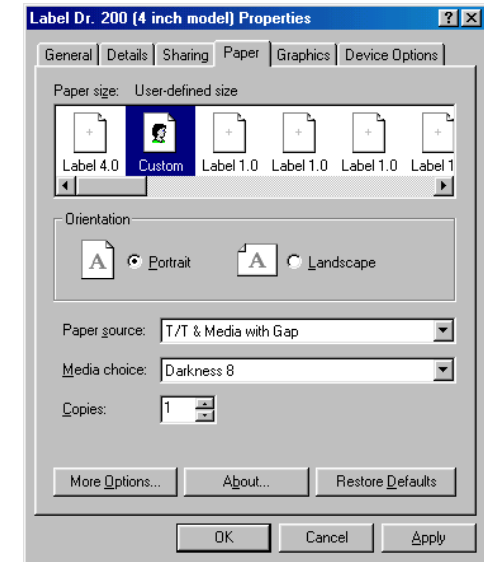 Label Dr. 200 (4 inch model) Properties
General Details Sharing Paper Graphics Device Options
Paper size: User-defined size
Label 4.0 Custom Label 1.0 Label 1.0 Label 1.0 Label 1
Orientation
A Portrait A Landscape
Paper source: T/T & Media with Gap
Media choice: Darkness 8
Copies: 1
More Options... About... Restore Defaults
OK Cancel Apply